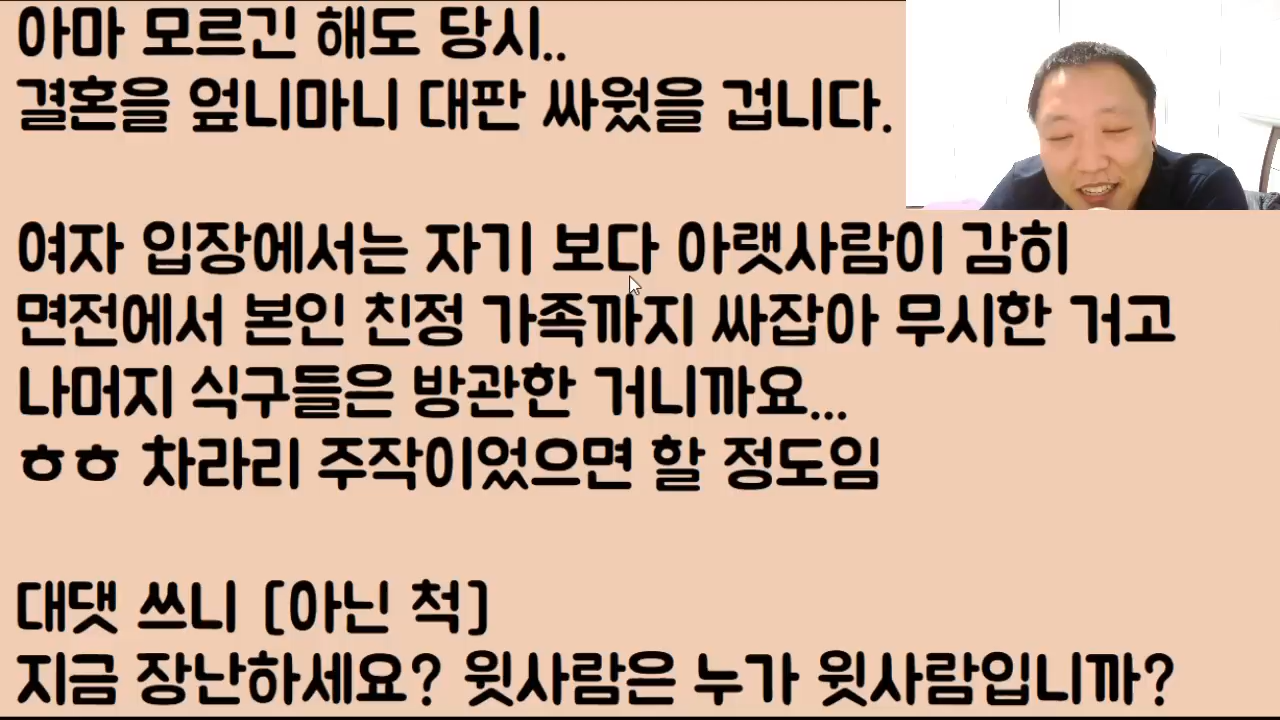 아마 모르긴 해도 당시..
결혼을 엎니마니 대판 싸웠을 겁니다.
여자 입장에서는 자기 보다 아랫사람이 감히
면전에서 본인 친정 가족까지 싸잡아 무시한 거고
나머지 식구들은 방관한 거니까요...
ㅎㅎ 차라리 주작이었으면 할 정도임
대댓 쓰니 [아닌 척]
지금 장난하세요? 윗사람은 누가 윗사람입니까?